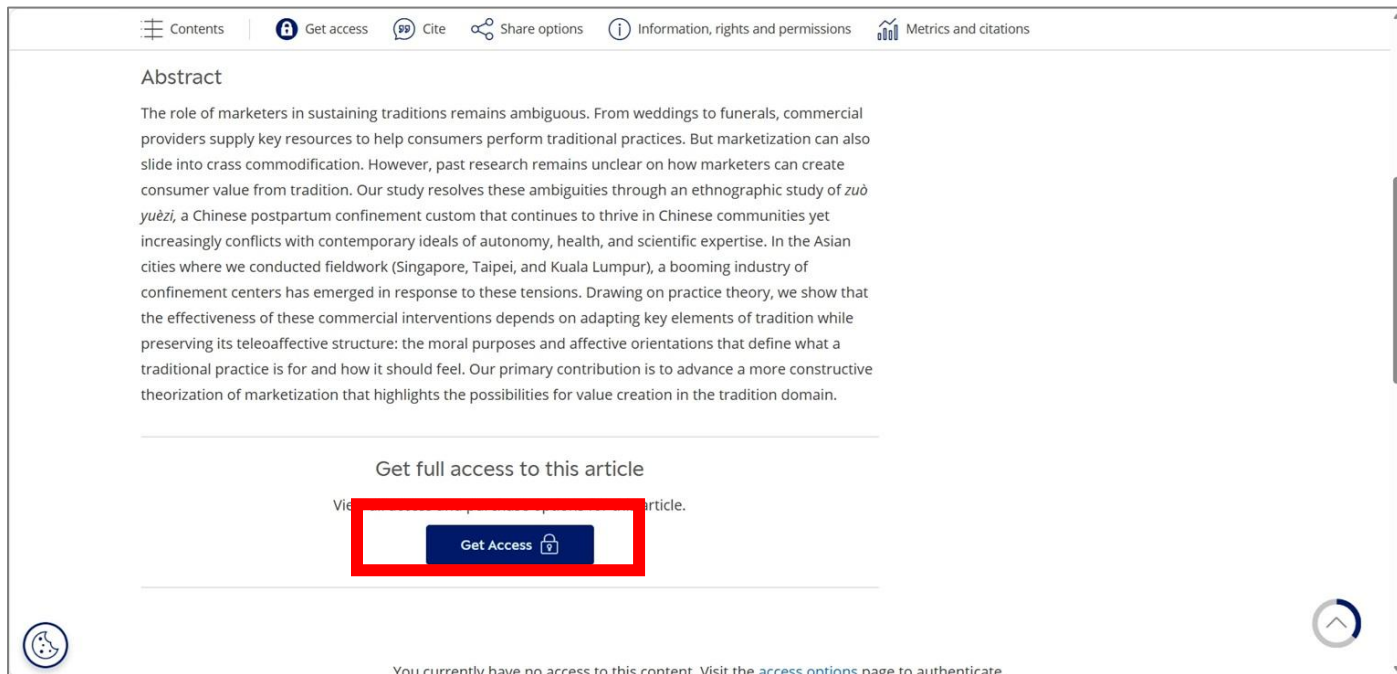 Contents Get access Cite Share options Information, rights and permissions Metrics and citations
Abstract
The role of marketers in sustaining traditions remains ambiguous. From weddings to funerals, commercial
providers supply key resources to help consumers perform traditional practices. But marketization can also
slide into crass commodification. However, past research remains unclear on how marketers can create
consumer value from tradition. Our study resolves these ambiguities through an ethnographic study of zuò
yuèzi, a Chinese postpartum confinement custom that continues to thrive in Chinese communities yet
increasingly conflicts with contemporary ideals of autonomy, health, and scientific expertise. In the Asian
cities where we conducted fieldwork (Singapore, Taipei, and Kuala Lumpur), a booming industry of
confinement centers has emerged in response to these tensions. Drawing on practice theory, we show that
the effectiveness of these commercial interventions depends on adapting key elements of tradition while
preserving its teleoaffective structure: the moral purposes and affective orientations that define what a
traditional practice is for and how it should feel. Our primary contribution is to advance a more constructive
theorization of marketization that highlights the possibilities for value creation in the tradition domain.
Get full access to this article
article.
Get Access
You currently have no access to this content. Visit the access options page to authenticate.